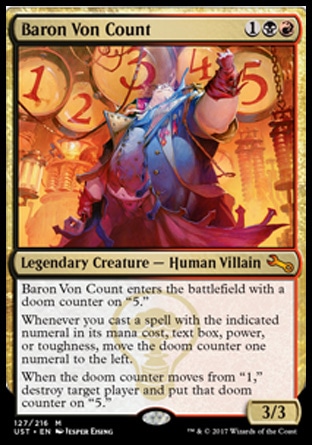 Baron Von Count 1
1 2 3 4 5
Legendary Creature — Human Villain
Baron Von Count enters the battlefield with a
doom counter on “5.”
Whenever you cast a spell with the indicated
numeral in its mana cost, text box, power,
or toughness, move the doom counter one
numeral to the left.
When the doom counter moves from “1,”
destroy target player and put that doom
counter on “5.”
3/3
127/216 M
UST • EN Jesper Ejsing
™ & © 2017 Wizards of the Coast